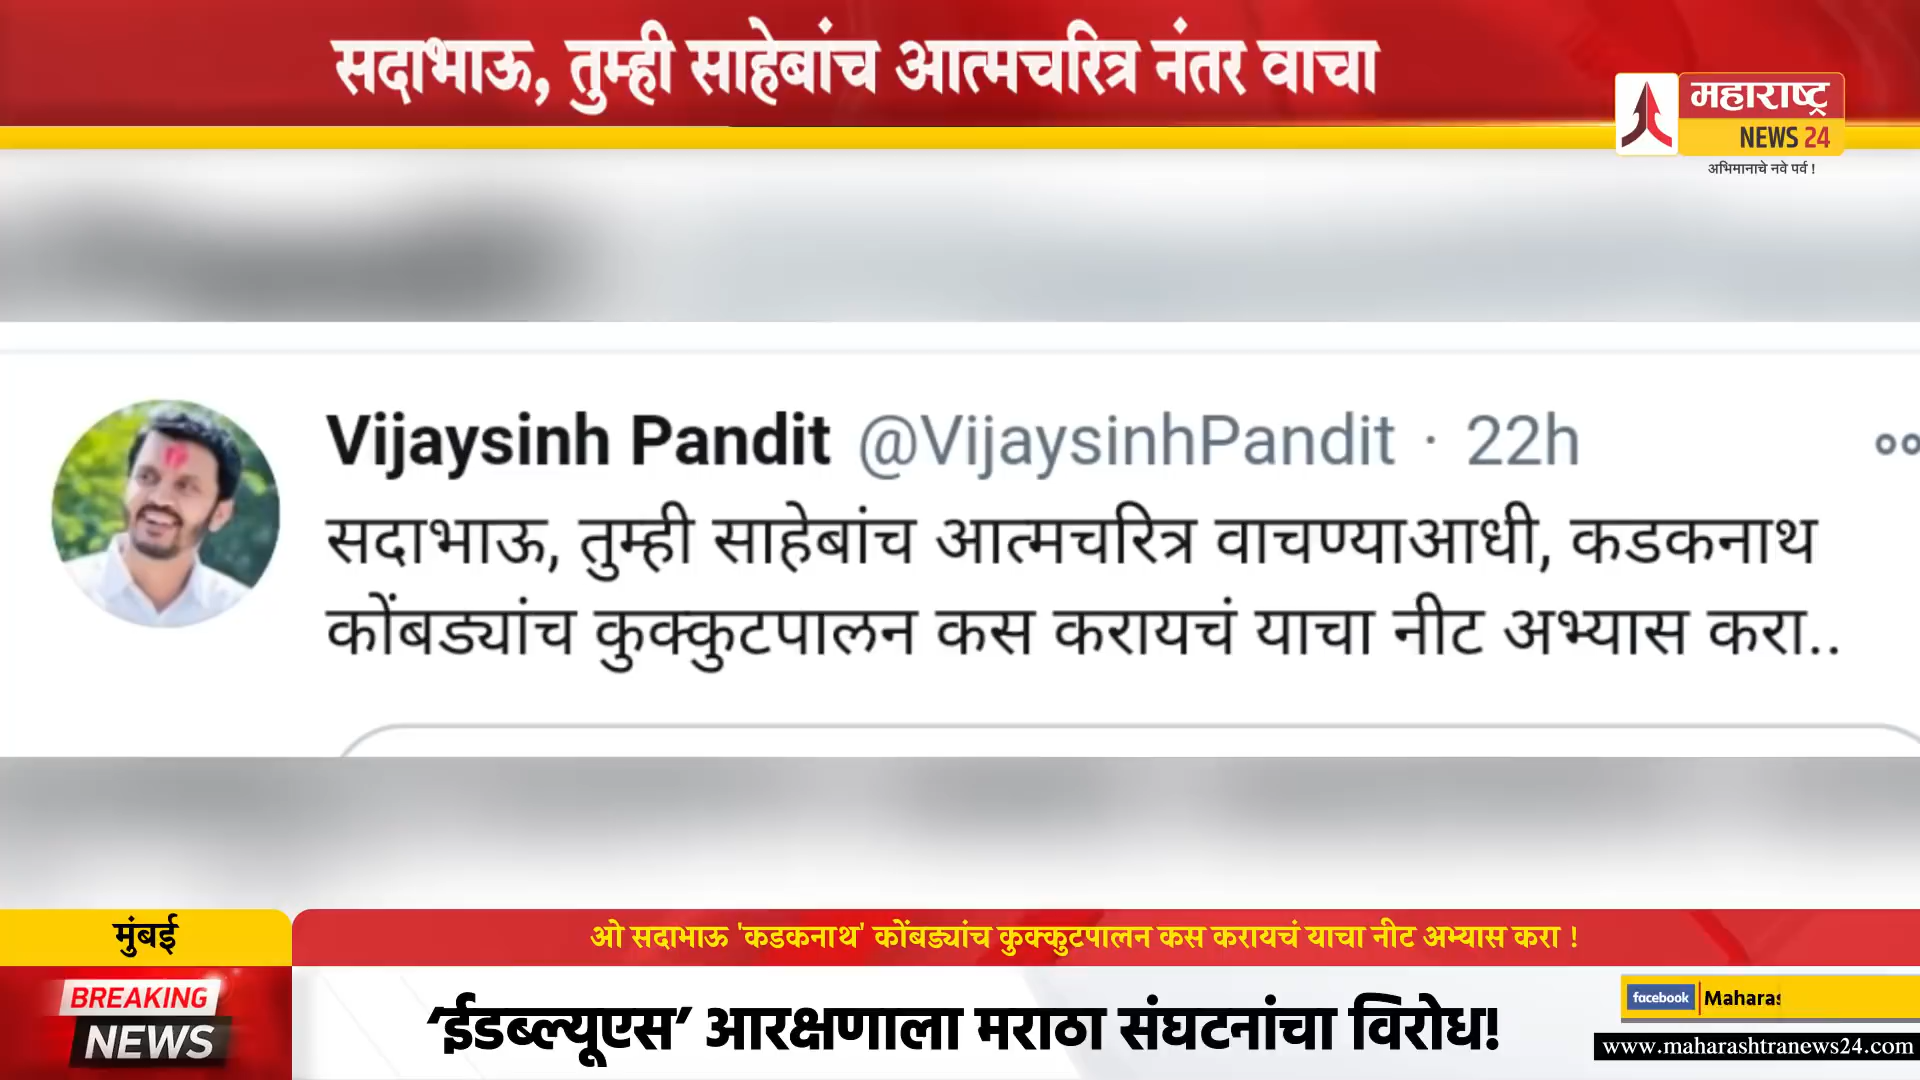 सदाभाऊ, तुम्ही साहेबांच आत्मचरित्र नंतर वाचा
महाराष्ट्र
NEWS 24
अभिमानाचे नवे पर्व !
Vijaysinh Pandit @VijaysinhPandit · 22h
सदाभाऊ, तुम्ही साहेबांच आत्मचरित्र वाचण्याआधी, कडकनाथ
कोंबड्यांच कुक्कुटपालन कस करायचं याचा नीट अभ्यास करा..
मुंबई
ओ सदाभाऊ 'कडकनाथ' कोंबड्यांच कुक्कुटपालन कस करायचं याचा नीट अभ्यास करा !
BREAKING
NEWS
‘ईडब्ल्यूएस’ आरक्षणाला मराठा संघटनांचा विरोध!
facebook
www.maharashtranews24.com